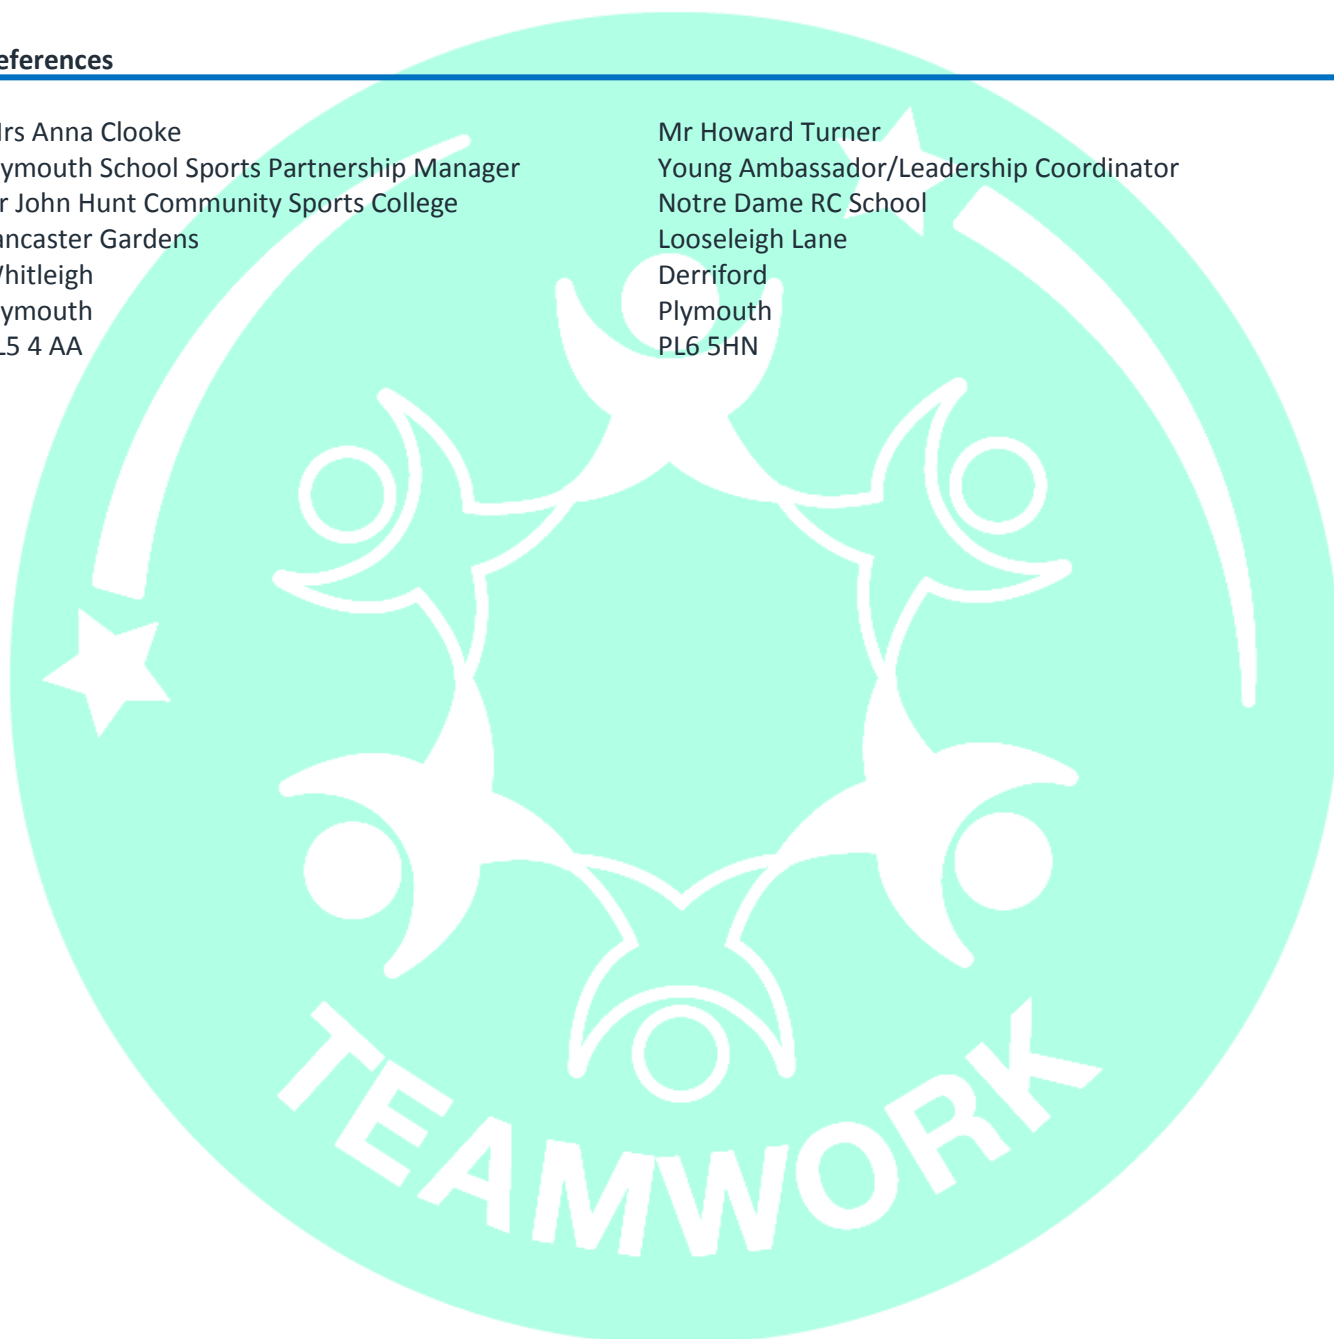 eferences
rs Anna Clooke
ymouth School Sports Partnership Manager
r John Hunt Community Sports College
ancaster Gardens
hitleigh
ymouth
L5 4 AA
Mr Howard Turner
Young Ambassador/Leadership Coordinator
Notre Dame RC School
Looseleigh Lane
Derriford
Plymouth
PL6 5HN
TEAMWORK